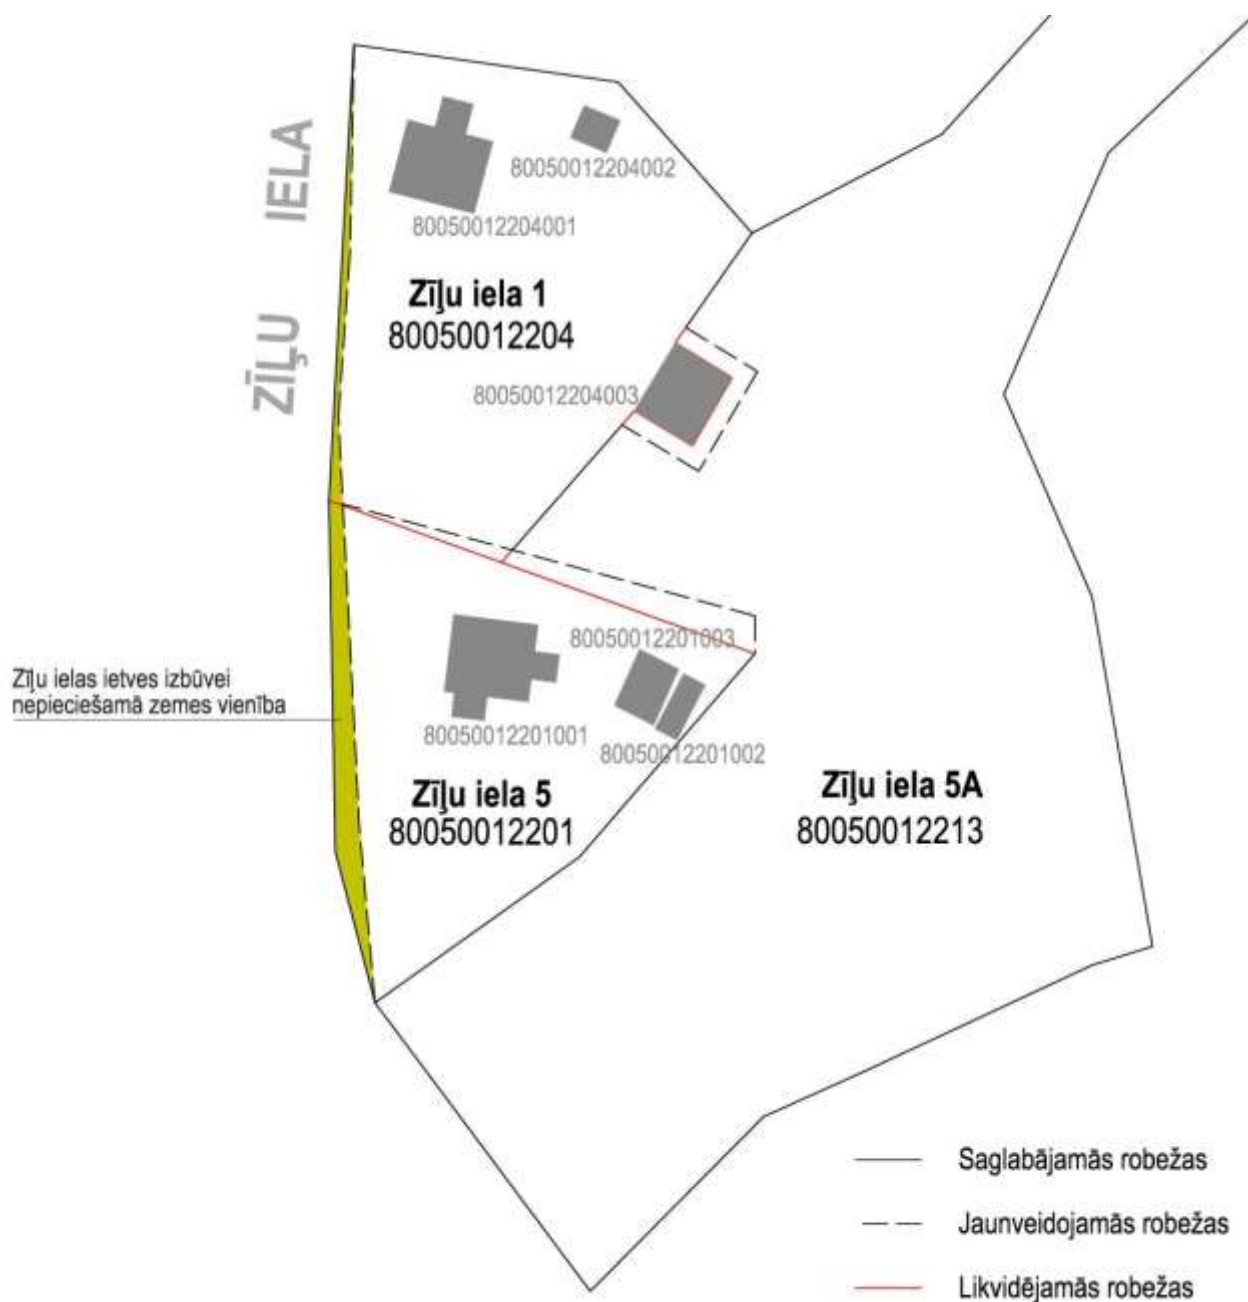 ZĪĻU IELA
80050012204002
80050012204001
Zīļu iela 1
80050012204
80050012204003
80050012201003
Zīļu ielas ietves izbūvei
nepieciešamā zemes vienība
80050012201001
80050012201002
Zīļu iela 5
80050012201
Zīļu iela 5A
80050012213
Saglabājamās robežas
Jaunveidojamās robežas
Likvidējamās robežas